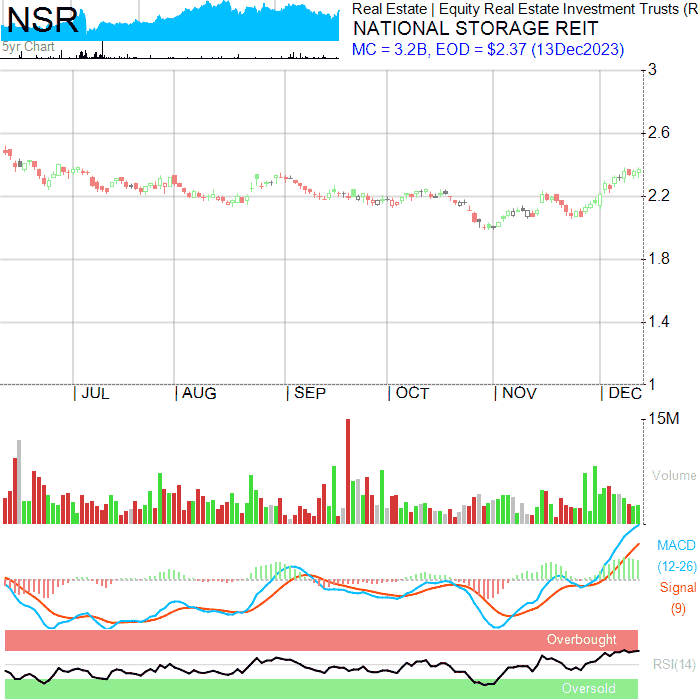 NSR
5yr Chart
Real Estate | Equity Real Estate Investment Trusts (R
NATIONAL STORAGE REIT
MC = 3.2B, EOD = $2.37 (13Dec2023)
3
2.6
2.2
1.8
1.4
1
| JUL | AUG | SEP | OCT | NOV | DEC
15M
Volume
MACD
(12-26)
Signal
(9)
Overbought
RSI(14)
Oversold